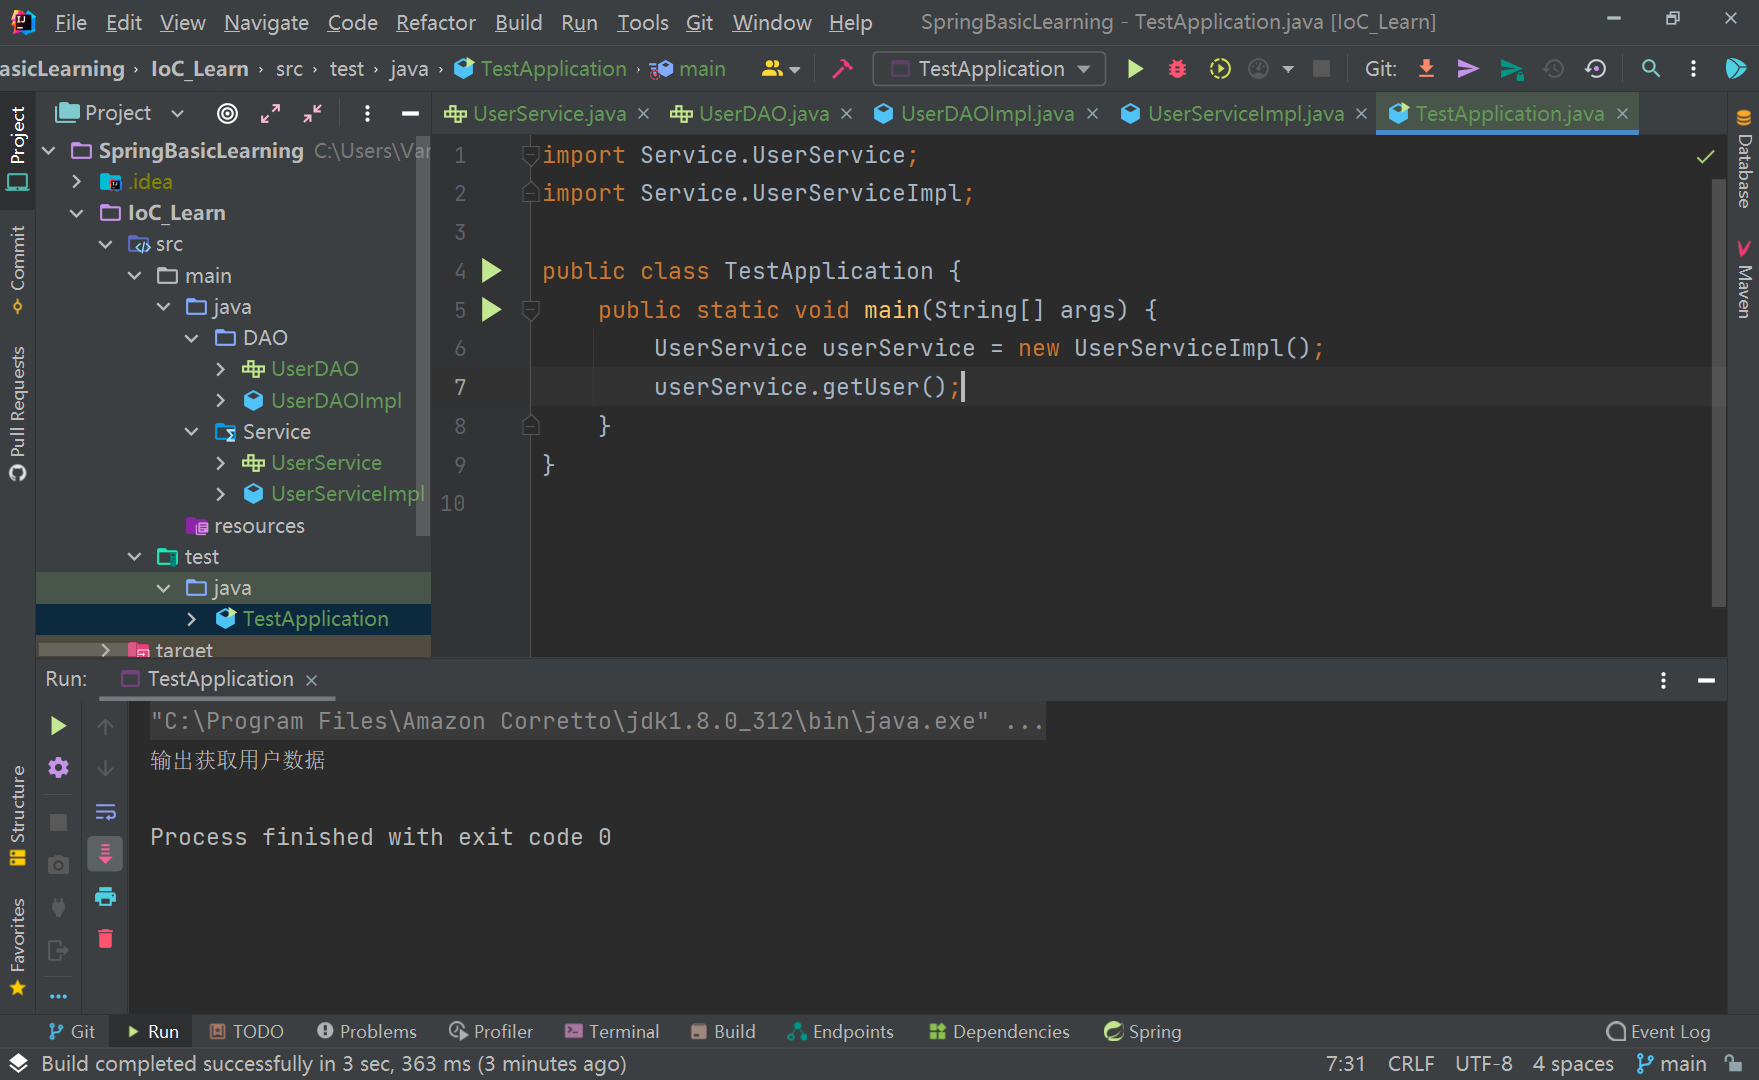 File Edit View Navigate Code Refactor Build Run Tools Git Window Help SpringBasicLearning - TestApplication.java [IoC_Learn]
asicLearning IoC_Learn src test java TestApplication main TestApplication Git:
Project
UserService.java UserDAO.java UserDAOImpl.java UserServiceImpl.java TestApplication.java
Project
Commit
Pull Requests
Structure
Favorites
SpringBasicLearning C:\Users\Var
.idea
IoC_Learn
src
main
java
DAO
UserDAO
UserDAOImpl
Service
UserService
UserServiceImpl
resources
test
java
TestApplication
target
1 import Service.UserService;
2 import Service.UserServiceImpl;
3
4 public class TestApplication {
5 public static void main(String[] args) {
6 UserService userService = new UserServiceImpl();
7 userService.getUser();
8 }
9 }
10
Database
Maven
Run: TestApplication
"C:\Program Files\Amazon Corretto\jdk1.8.0_312\bin\java.exe" ...
输出获取用户数据
Process finished with exit code 0
Git Run TODO Problems Profiler Terminal Build Endpoints Dependencies Spring Event Log
Build completed successfully in 3 sec, 363 ms (3 minutes ago) 7:31 CRLF UTF-8 4 spaces main